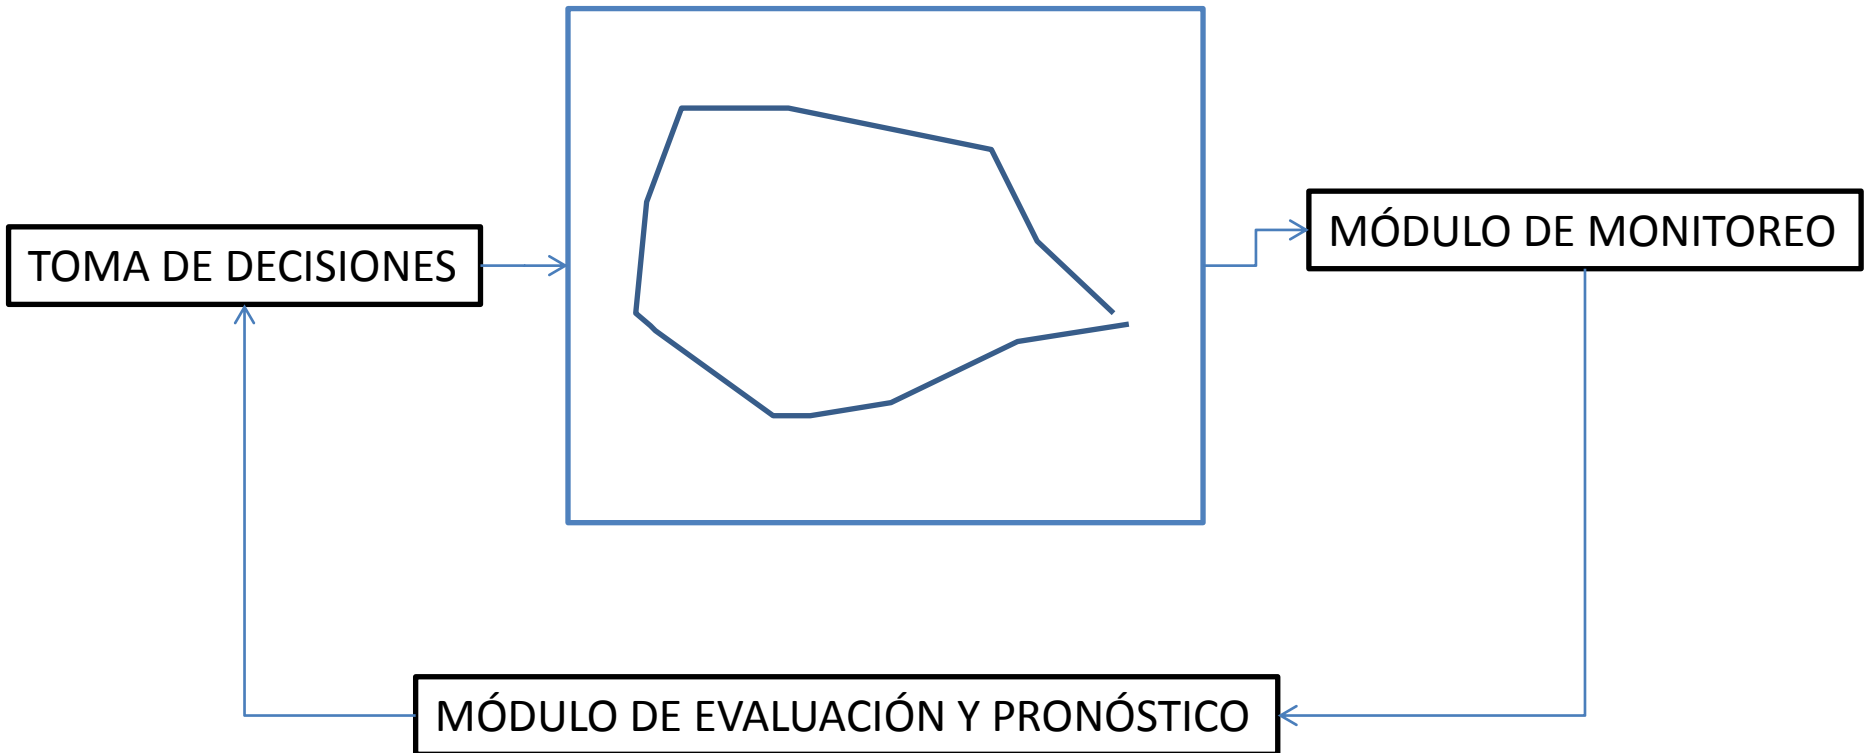 TOMA DE DECISIONES
MÓDULO DE MONITOREO
MÓDULO DE EVALUACIÓN Y PRONÓSTICO